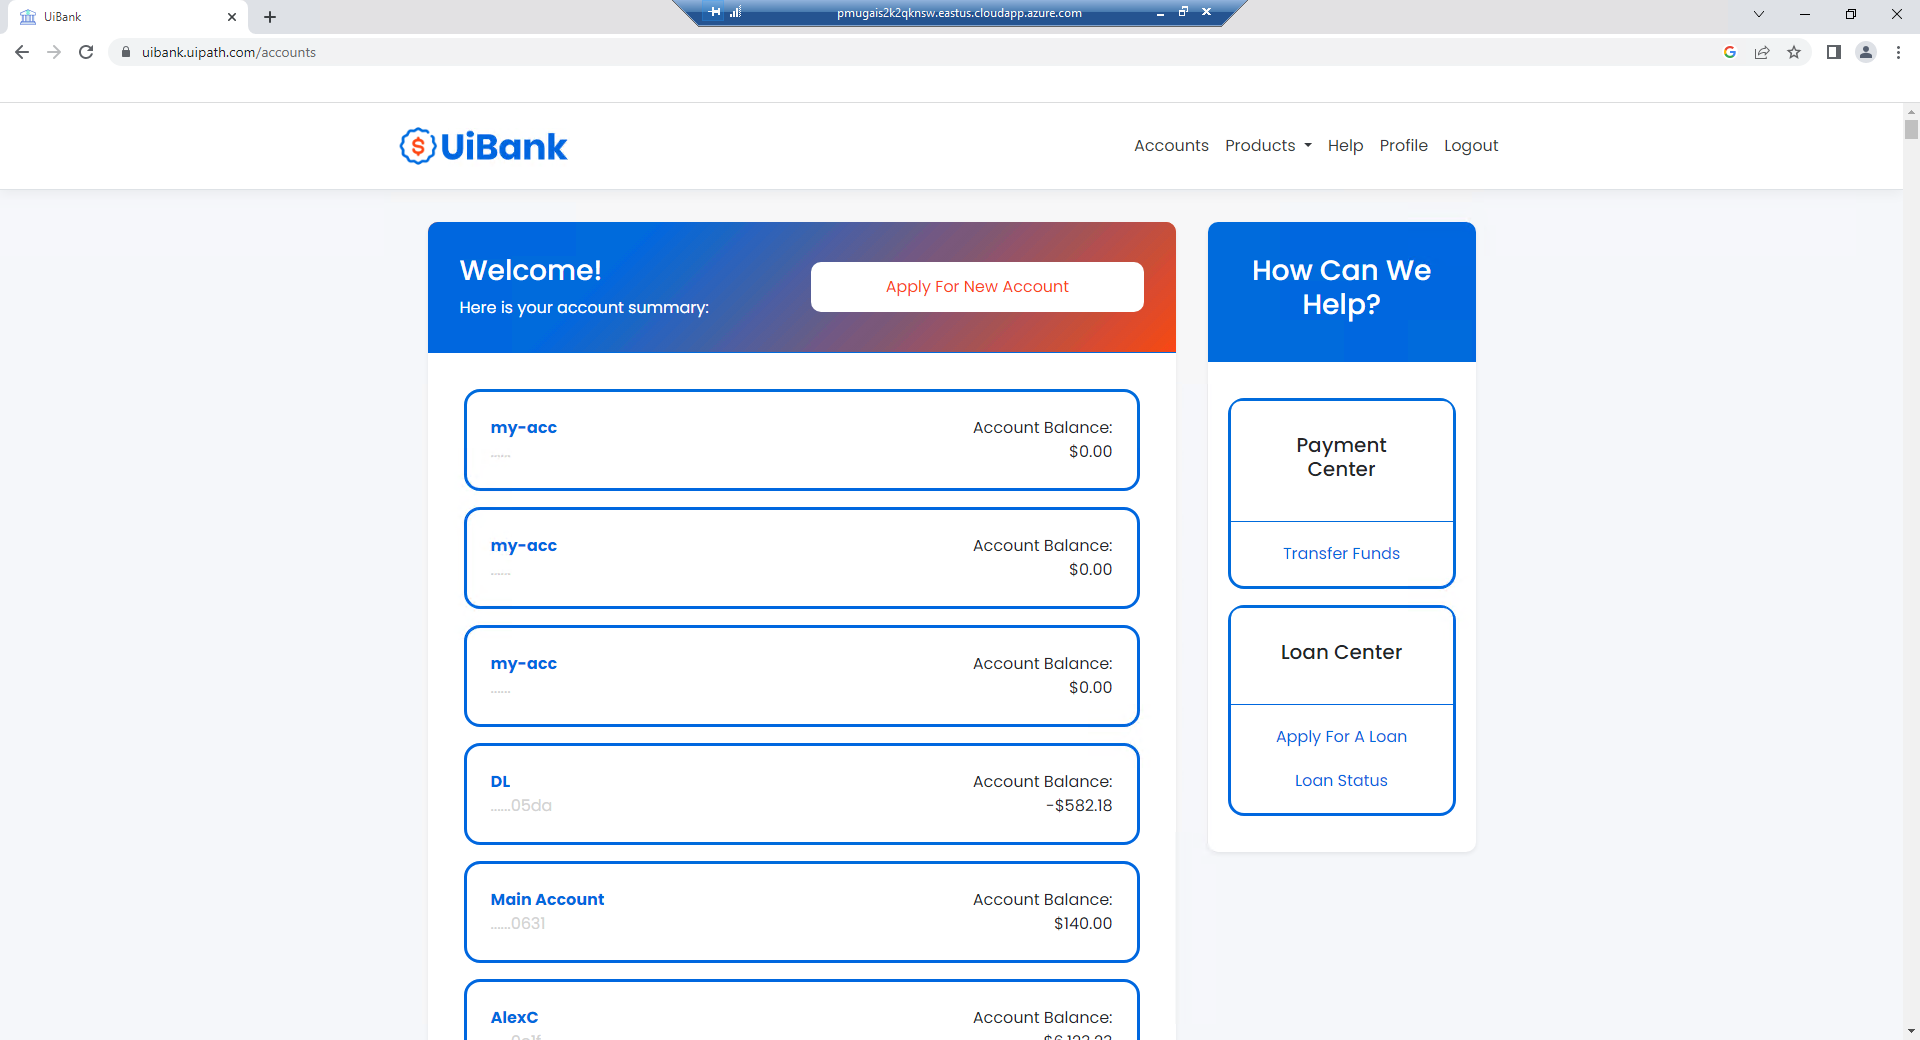 UiBank
pmugais2k2qknsw.eastus.cloudapp.azure.com
uibank.uipath.com/accounts
UiBank
Accounts Products Help Profile Logout
Welcome!
Here is your account summary:
Apply For New Account
How Can We
Help?
my-acc Account Balance:
...... $0.00
my-acc Account Balance:
...... $0.00
my-acc Account Balance:
...... $0.00
DL Account Balance:
......05da -$582.18
Main Account Account Balance:
......0631 $140.00
AlexC Account Balance:
Payment
Center
Transfer Funds
Loan Center
Apply For A Loan
Loan Status